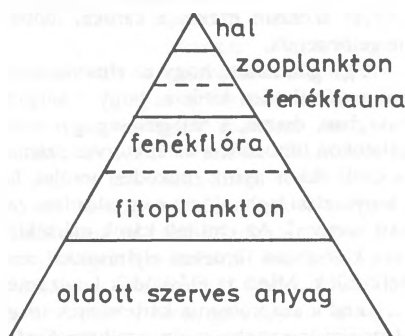 hal
zooplankton
fenékfauna
fenékflóra
fitoplankton
oldott szerves anyag